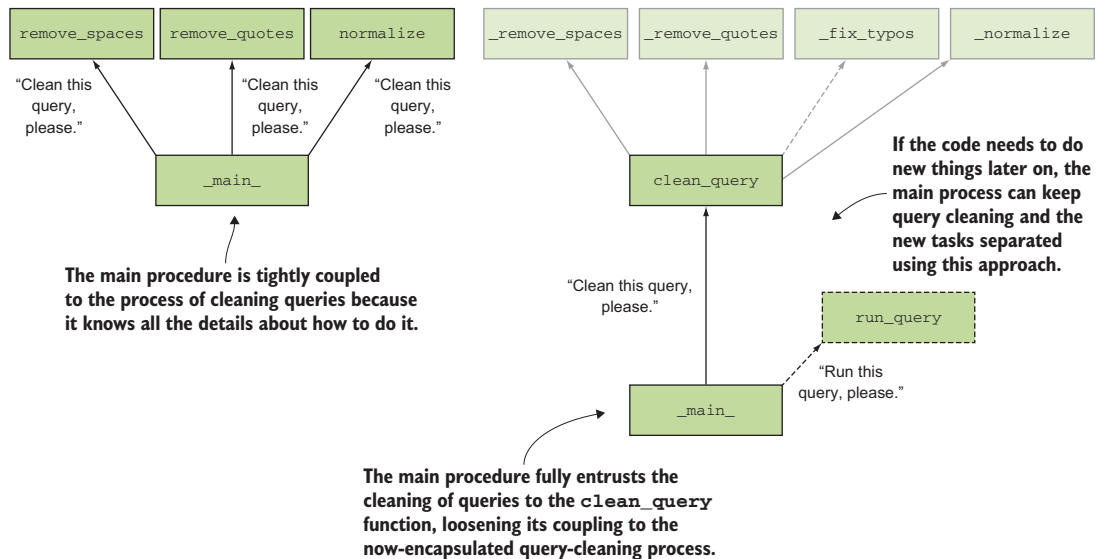 remove_spaces
remove_quotes
normalize
“Clean this
query,
please.”
“Clean this
query,
please.”
“Clean this
query,
please.”
_main_
The main procedure is tightly coupled
to the process of cleaning queries because
it knows all the details about how to do it.
_remove_spaces
_remove_quotes
_fix_typos
_normalize
clean_query
If the code needs to do
new things later on, the
main process can keep
query cleaning and the
new tasks separated
using this approach.
“Clean this query,
please.”
run_query
“Run this
query, please.”
_main_
The main procedure fully entrusts the
cleaning of queries to the clean_query
function, loosening its coupling to the
now-encapsulated query-cleaning process.